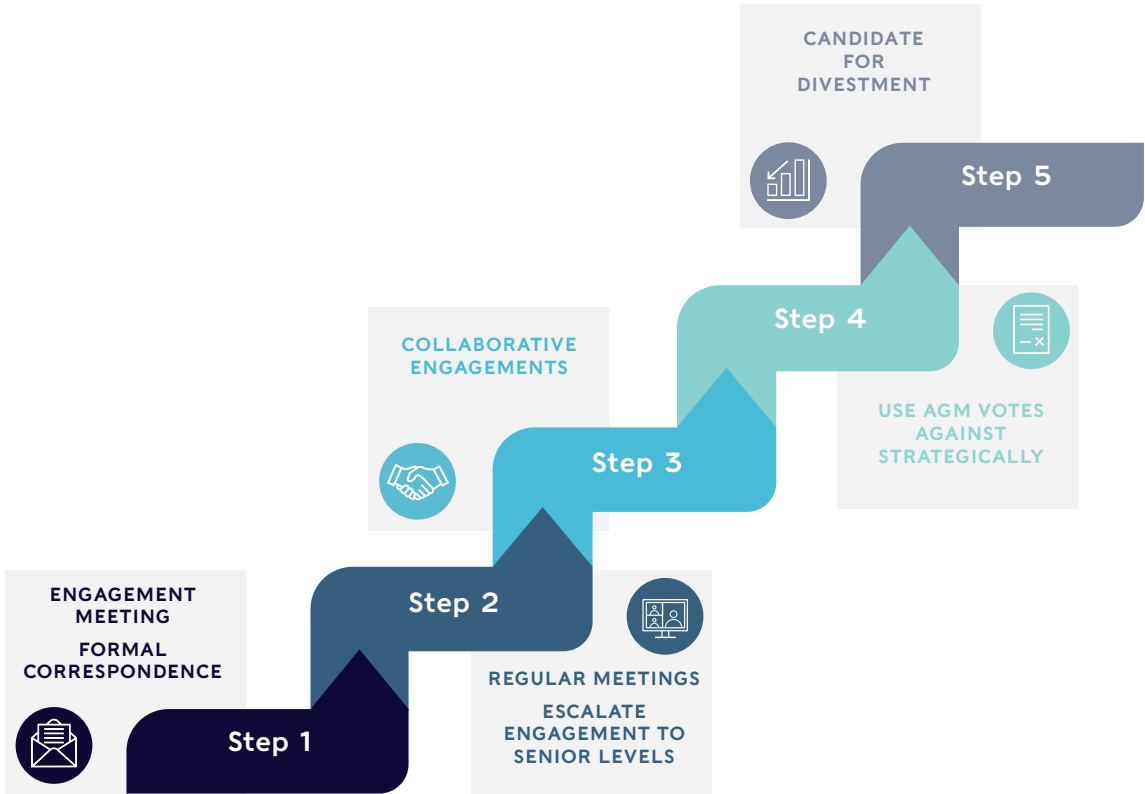 ENGAGEMENT
MEETING
FORMAL
CORRESPONDENCE
Step 1
Step 2
REGULAR MEETINGS
ESCALATE
ENGAGEMENT TO
SENIOR LEVELS
COLLABORATIVE
ENGAGEMENTS
Step 3
Step 4
USE AGM VOTES
AGAINST
STRATEGICALLY
CANDIDATE
FOR
DIVESTMENT
Step 5